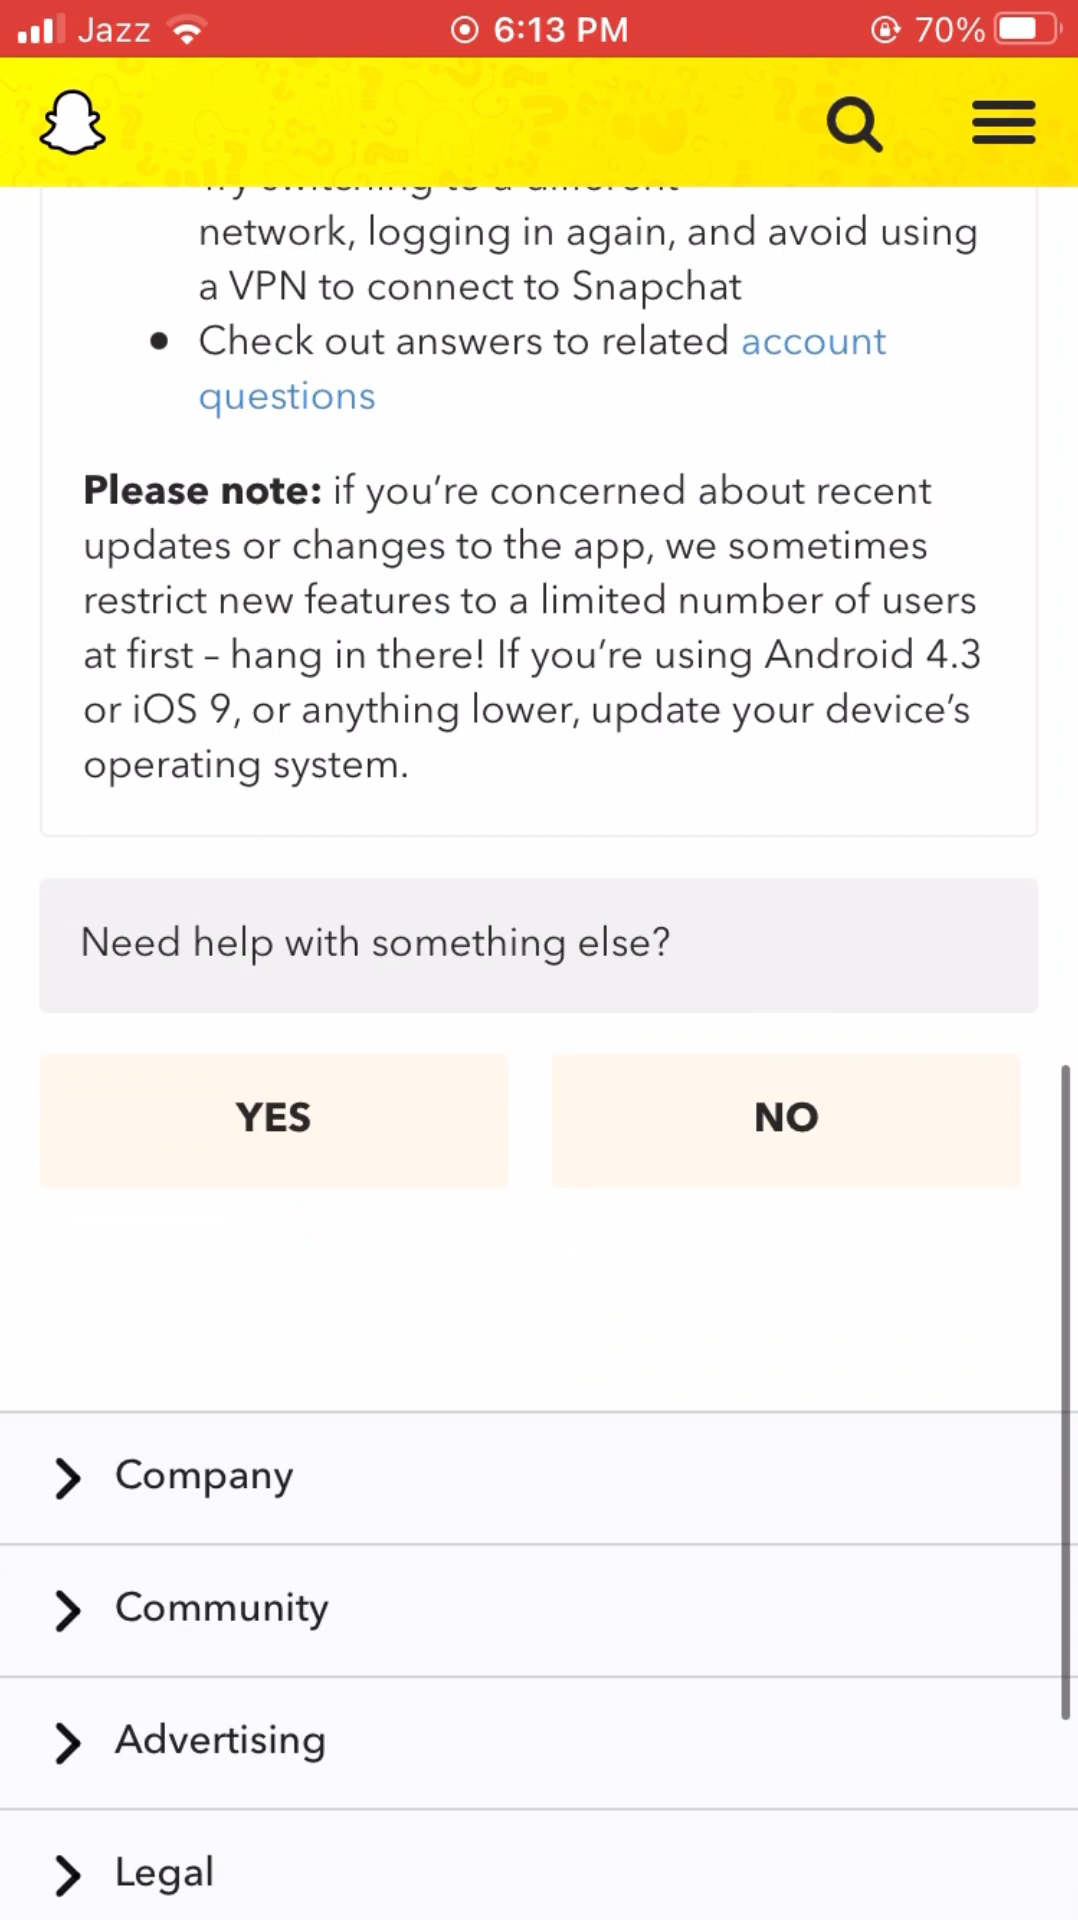 Jazz 6:13 PM 70%
Try switching to a different
network, logging in again, and avoid using
a VPN to connect to Snapchat
● Check out answers to related account
questions
Please note: if you’re concerned about recent
updates or changes to the app, we sometimes
restrict new features to a limited number of users
at first – hang in there! If you’re using Android 4.3
or iOS 9, or anything lower, update your device’s
operating system.
Need help with something else?
YES NO
Company
Community
Advertising
Legal